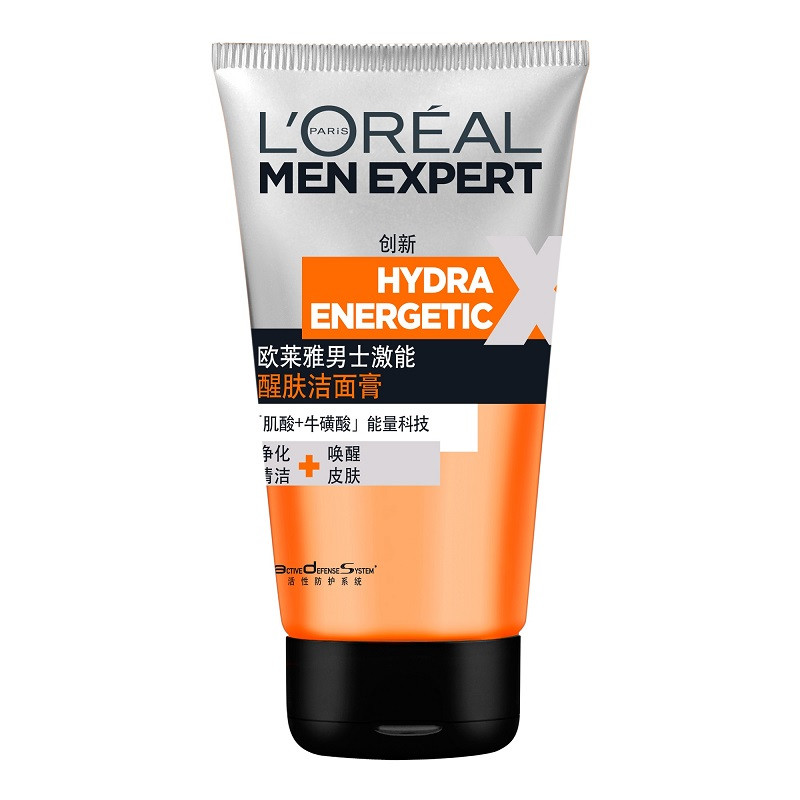 L'ORÉAL
PARiS
MEN EXPERT
创新
HYDRA
ENERGETIC
X
欧莱雅男士激能
醒肤洁面膏
「肌酸+牛磺酸」能量科技
净化
清洁
+
唤醒
皮肤
ACTIVE DEFENSE SYSTEM®
活性防护系统